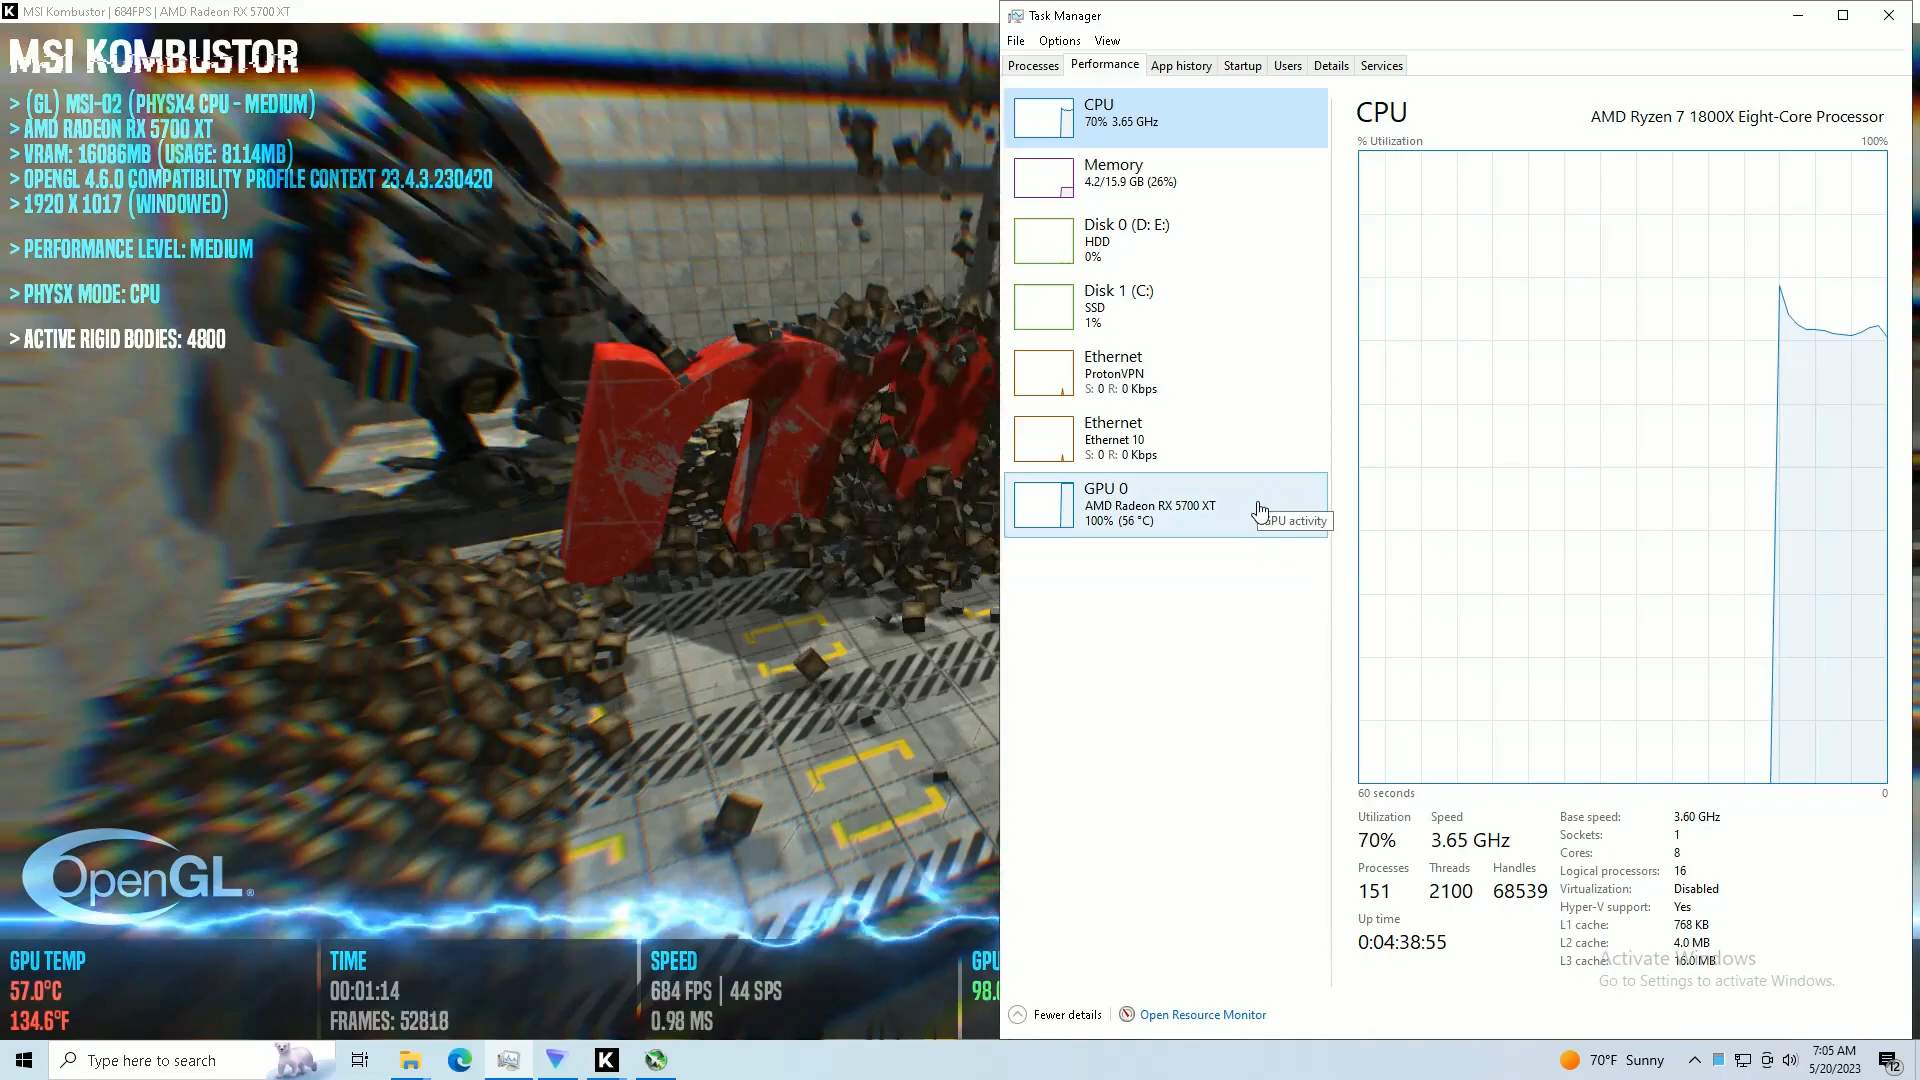 MSI Kombustor | 684FPS | AMD Radeon RX 5700 XT
MSI KOMBUSTOR
> (GL) MSI-02 (PHYSX4 CPU - MEDIUM)
> AMD RADEON RX 5700 XT
> VRAM: 16086MB (USAGE: 8114MB)
> OPENGL 4.6.0 COMPATIBILITY PROFILE CONTEXT 23.4.3.230420
> 1920 X 1017 (WINDOWED)
> PERFORMANCE LEVEL: MEDIUM
> PHYSX MODE: CPU
> ACTIVE RIGID BODIES: 4800
OpenGL
GPU TEMP
57.0°C
134.6°F
TIME
00:01:14
FRAMES: 52818
SPEED
684 FPS | 44 SPS
0.98 MS
GPU
98.
Task Manager
File Options View
Processes Performance App history Startup Users Details Services
CPU
70% 3.65 GHz
Memory
4.2/15.9 GB (26%)
Disk 0 (D: E:)
HDD
0%
Disk 1 (C:)
SSD
1%
Ethernet
ProtonVPN
S: 0 R: 0 Kbps
Ethernet
Ethernet 10
S: 0 R: 0 Kbps
GPU 0
AMD Radeon RX 5700 XT
100% (56 °C)
GPU activity
CPU AMD Ryzen 7 1800X Eight-Core Processor
% Utilization 100%
60 seconds 0
Utilization Speed
70% 3.65 GHz
Processes Threads Handles
151 2100 68539
Up time
0:04:38:55
Base speed: 3.60 GHz
Sockets: 1
Cores: 8
Logical processors: 16
Virtualization: Disabled
Hyper-V support: Yes
L1 cache: 768 KB
L2 cache: 4.0 MB
L3 cache: 16.0 MB
Activate Windows
Go to Settings to activate Windows.
Fewer details Open Resource Monitor
Type here to search
K
70°F Sunny
7:05 AM
5/20/2023
12